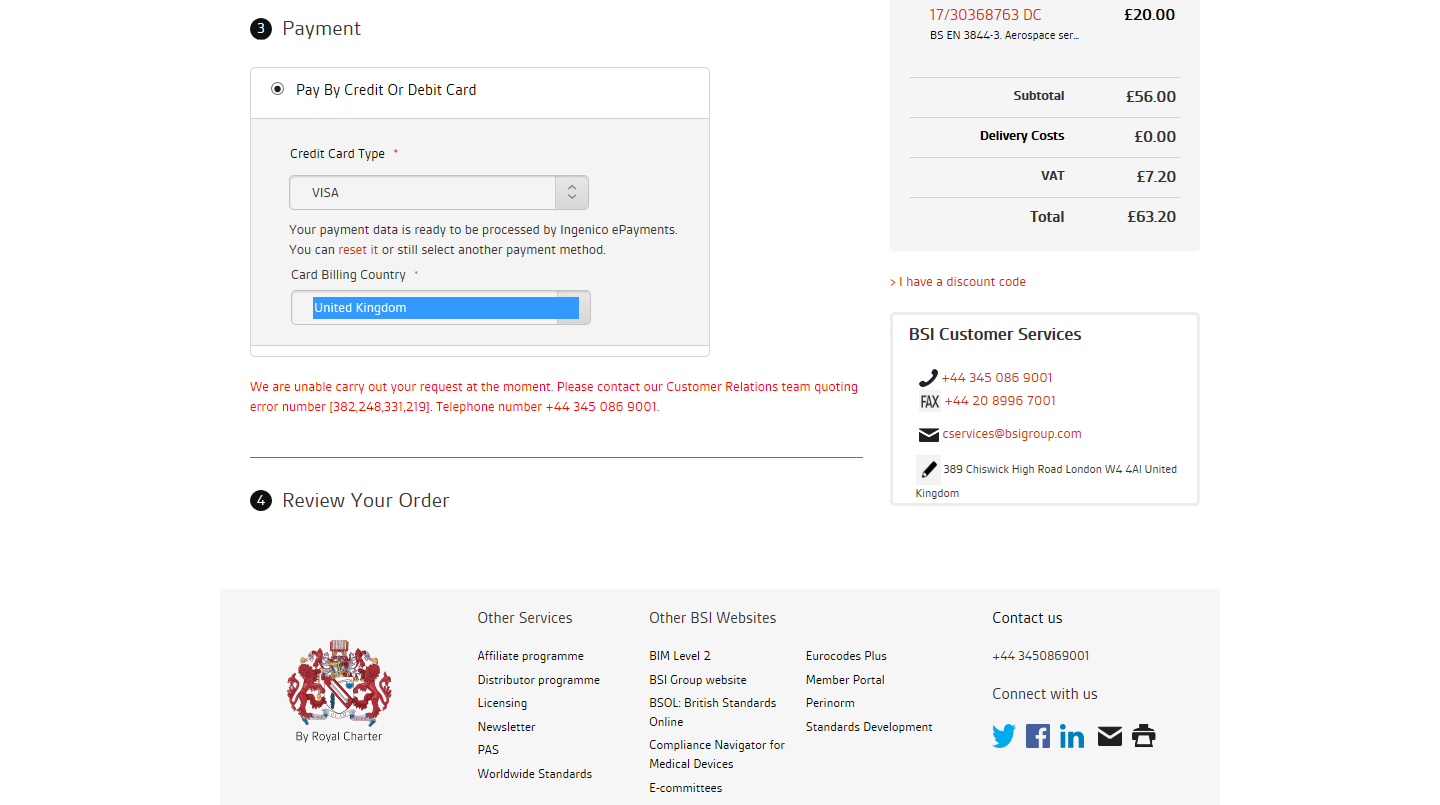 3 Payment
Pay By Credit Or Debit Card
Credit Card Type *
VISA
Your payment data is ready to be processed by Ingenico ePayments.
You can reset it or still select another payment method.
Card Billing Country *
United Kingdom
We are unable carry out your request at the moment. Please contact our Customer Relations team quoting
error number [382,248,331,219]. Telephone number +44 345 086 9001.
4 Review Your Order
17/30368763 DC £20.00
BS EN 3844-3. Aerospace ser...
Subtotal £56.00
Delivery Costs £0.00
VAT £7.20
Total £63.20
> I have a discount code
BSI Customer Services
+44 345 086 9001
FAX +44 20 8996 7001
cservices@bsigroup.com
389 Chiswick High Road London W4 4Al United
Kingdom
By Royal Charter
Other Services
Affiliate programme
Distributor programme
Licensing
Newsletter
PAS
Worldwide Standards
Other BSI Websites
BIM Level 2
BSI Group website
BSOL: British Standards
Online
Compliance Navigator for
Medical Devices
E-committees
Eurocodes Plus
Member Portal
Perinorm
Standards Development
Contact us
+44 3450869001
Connect with us